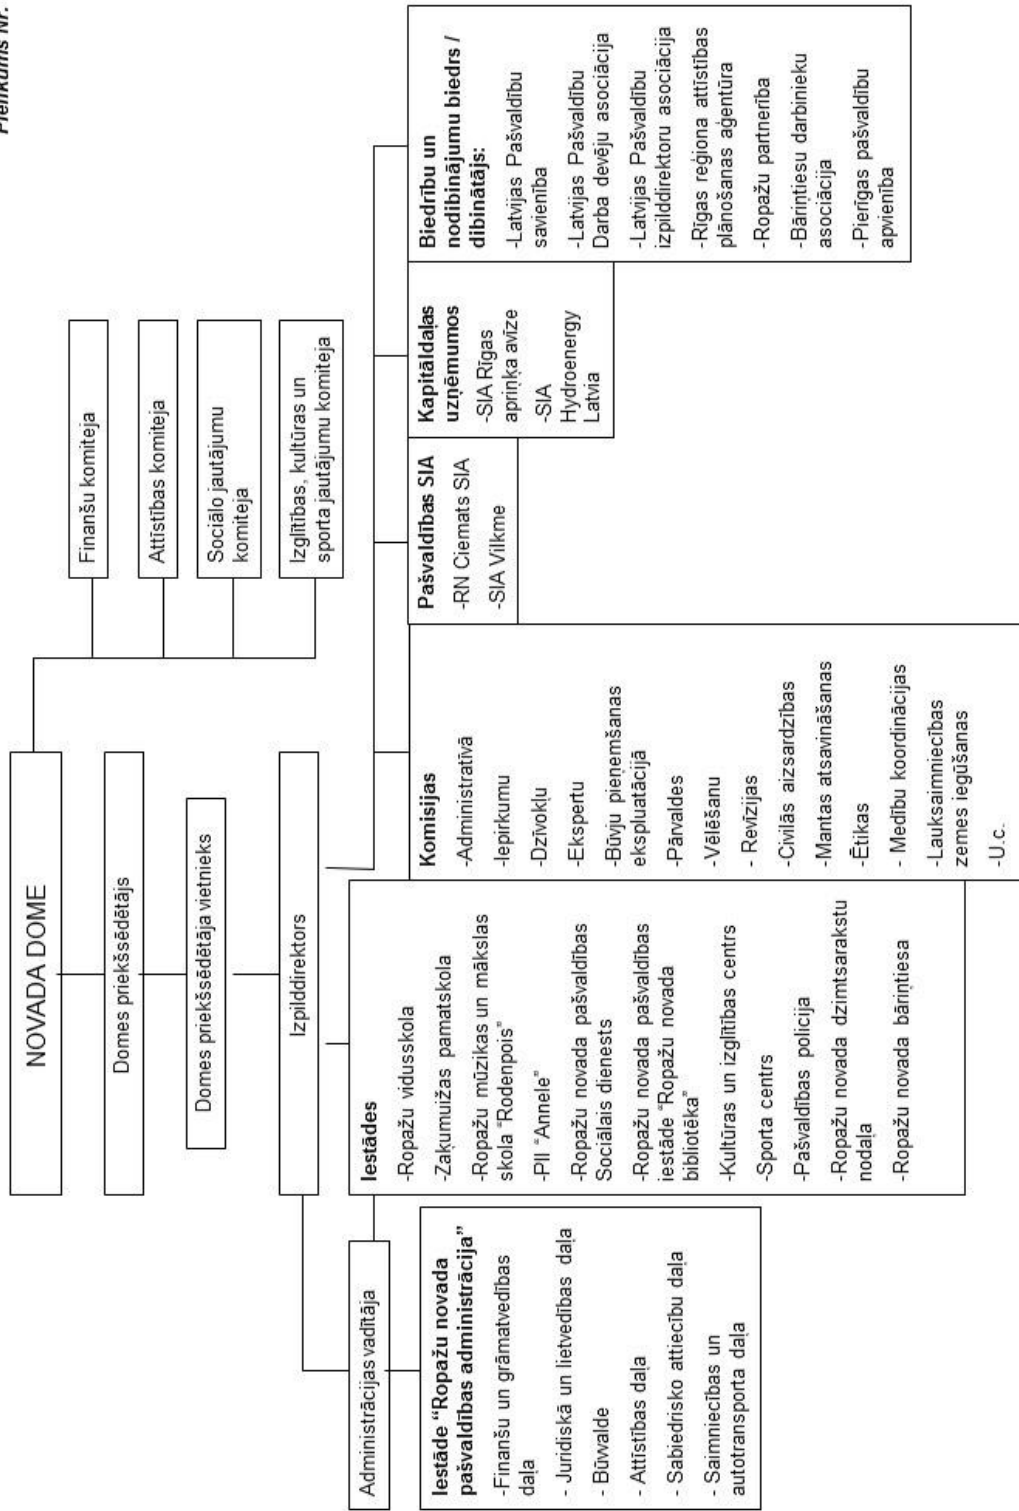 Pielikums Nr.
NOVADA DOME
Domes priekšsēdētājs
Domes priekšsēdētāja vietnieks
Izpilddirektors
Finanšu komiteja
Attīstības komiteja
Sociālo jautājumu
komiteja
Izglītības, kultūras un
sporta jautājumu komiteja
Administrācijas vadītāja
Iestāde “Ropažu novada
pašvaldības administrācija”
-Finanšu un grāmatvedības
daļa
- Juridiskā un lietvedības daļa
- Būvvalde
- Attīstības daļa
- Sabiedrisko attiecību daļa
- Saimniecības un
autotransporta daļa
Iestādes
-Ropažu vidusskola
-Zaķumuižas pamatskola
-Ropažu mūzikas un mākslas
skola “Rodenpois”
-PII “Annele”
-Ropažu novada pašvaldības
Sociālais dienests
-Ropažu novada pašvaldības
iestāde “Ropažu novada
bibliotēka”
-Kultūras un izglītības centrs
-Sporta centrs
-Pašvaldības policija
-Ropažu novada dzimtsarakstu
nodaļa
-Ropažu novada bāriņtiesa
Komisijas
-Administratīvā
-Iepirkumu
-Dzīvokļu
-Ekspertu
-Būvju pieņemšanas
ekspluatācijā
-Pārvaldes
-Vēlēšanu
- Revīzijas
-Civilās aizsardzības
-Mantas atsavināšanas
-Ētikas
- Medību koordinācijas
-Lauksaimniecības
zemes iegūšanas
-U.c.
Pašvaldības SIA
-RN Ciemats SIA
-SIA Vilkme
Kapitāldaļas
uzņēmumos
-SIA Rīgas
apriņķa avīze
-SIA
Hydroenergy
Latvia
Biedrību un
nodibinājumu biedrs /
dibinātājs:
-Latvijas Pašvaldību
savienība
-Latvijas Pašvaldību
Darba devēju asociācija
-Latvijas Pašvaldību
izpilddirektoru asociācija
-Rīgas reģiona attīstības
plānošanas aģentūra
-Ropažu partnerība
-Bāriņtiesu darbinieku
asociācija
-Pierīgas pašvaldību
apvienība